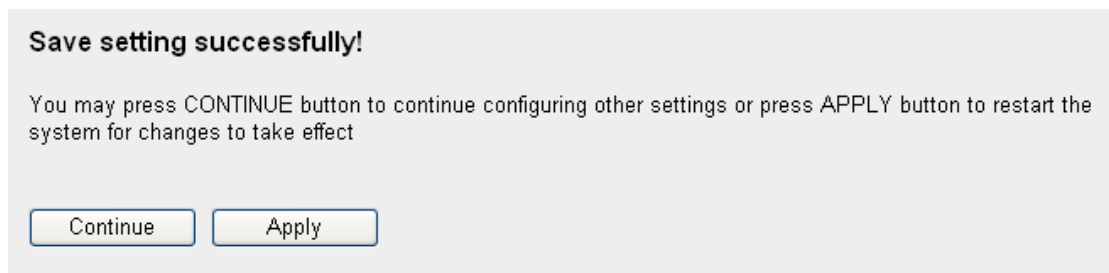 Save setting successfully!
You may press CONTINUE button to continue configuring other settings or press APPLY button to restart the
system for changes to take effect
Continue
Apply